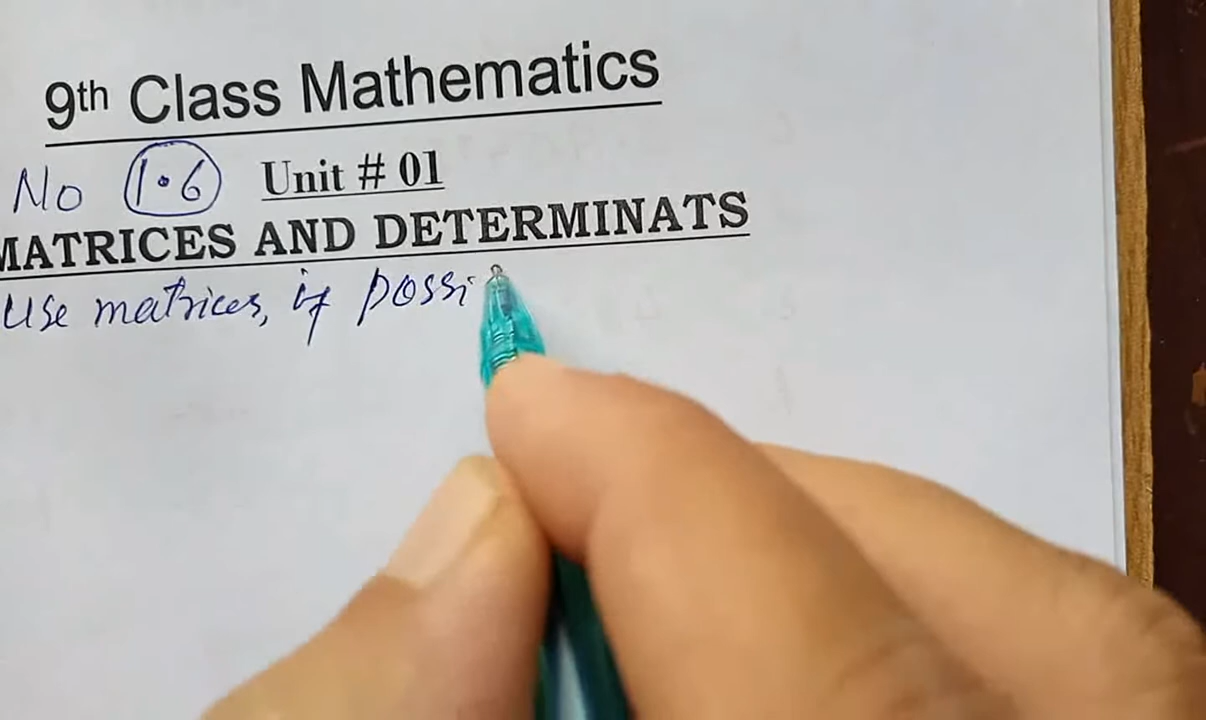 9th Class Mathematics
No 1.6 Unit # 01
MATRICES AND DETERMINATS
Use matrices, if possi